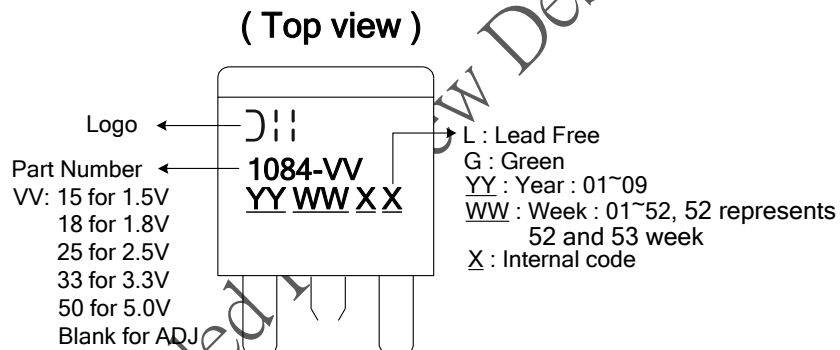 ( Top view )
Logo
Part Number
VV: 15 for 1.5V
18 for 1.8V
25 for 2.5V
33 for 3.3V
50 for 5.0V
Blank for ADJ
1084-VV
YY WW X X
L : Lead Free
G : Green
YY : Year : 01~09
WW : Week : 01~52, 52 represents
52 and 53 week
X : Internal code